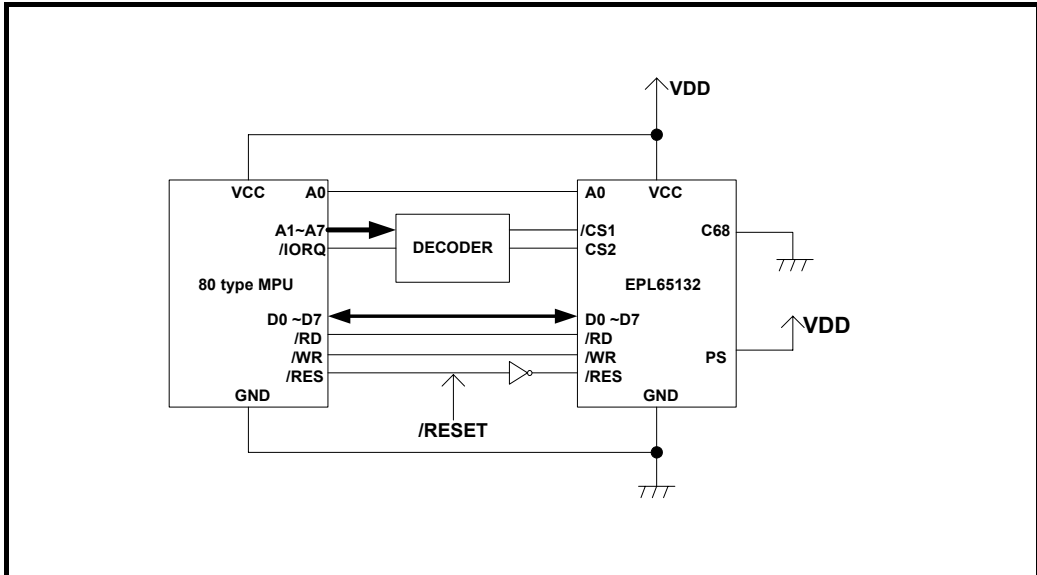 VDD
VCC A0
A0 VCC
A1~A7
/IORQ
DECODER
/CS1
CS2
C68
80 type MPU
EPL65132
D0 ~D7
D0 ~D7
VDD
/RD
/RD
/WR
/WR
PS
/RES
/RES
GND
GND
/RESET